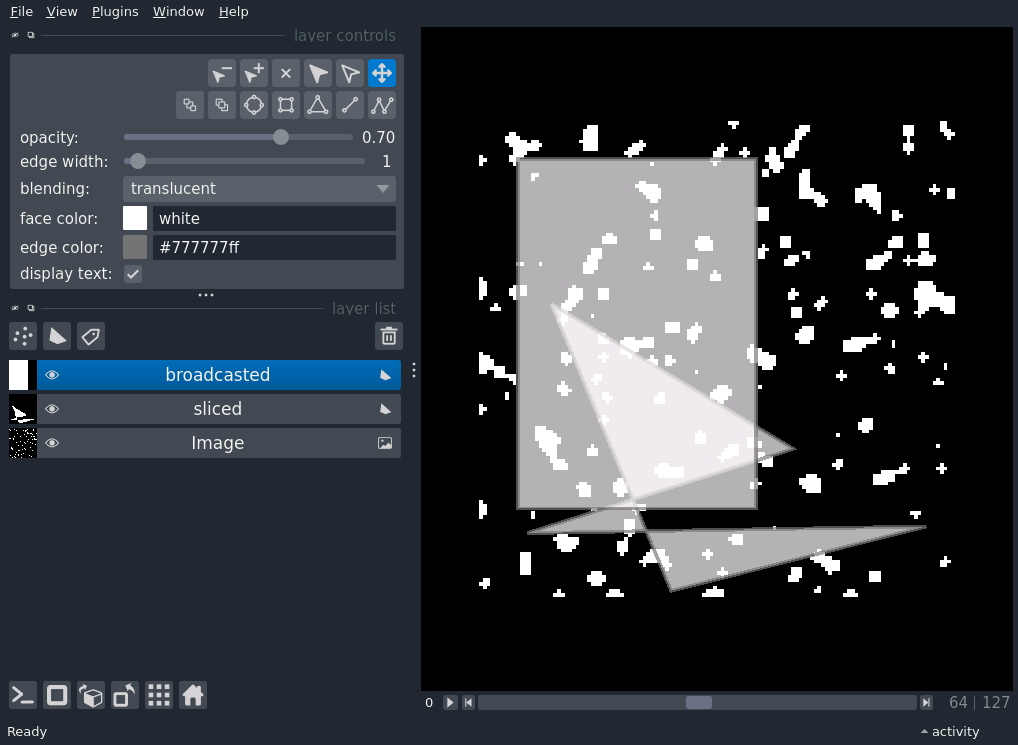 File View Plugins Window Help
layer controls
opacity: 0.70
edge width: 1
blending: translucent
face color: white
edge color: #777777ff
display text:
layer list
broadcasted
sliced
Image
0 64 | 127
Ready activity